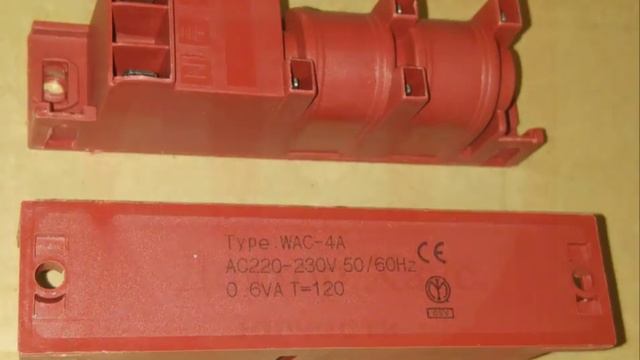 N
Type.WAC-4A
AC220-230V 50/60Hz
0.6VA T=120
CE